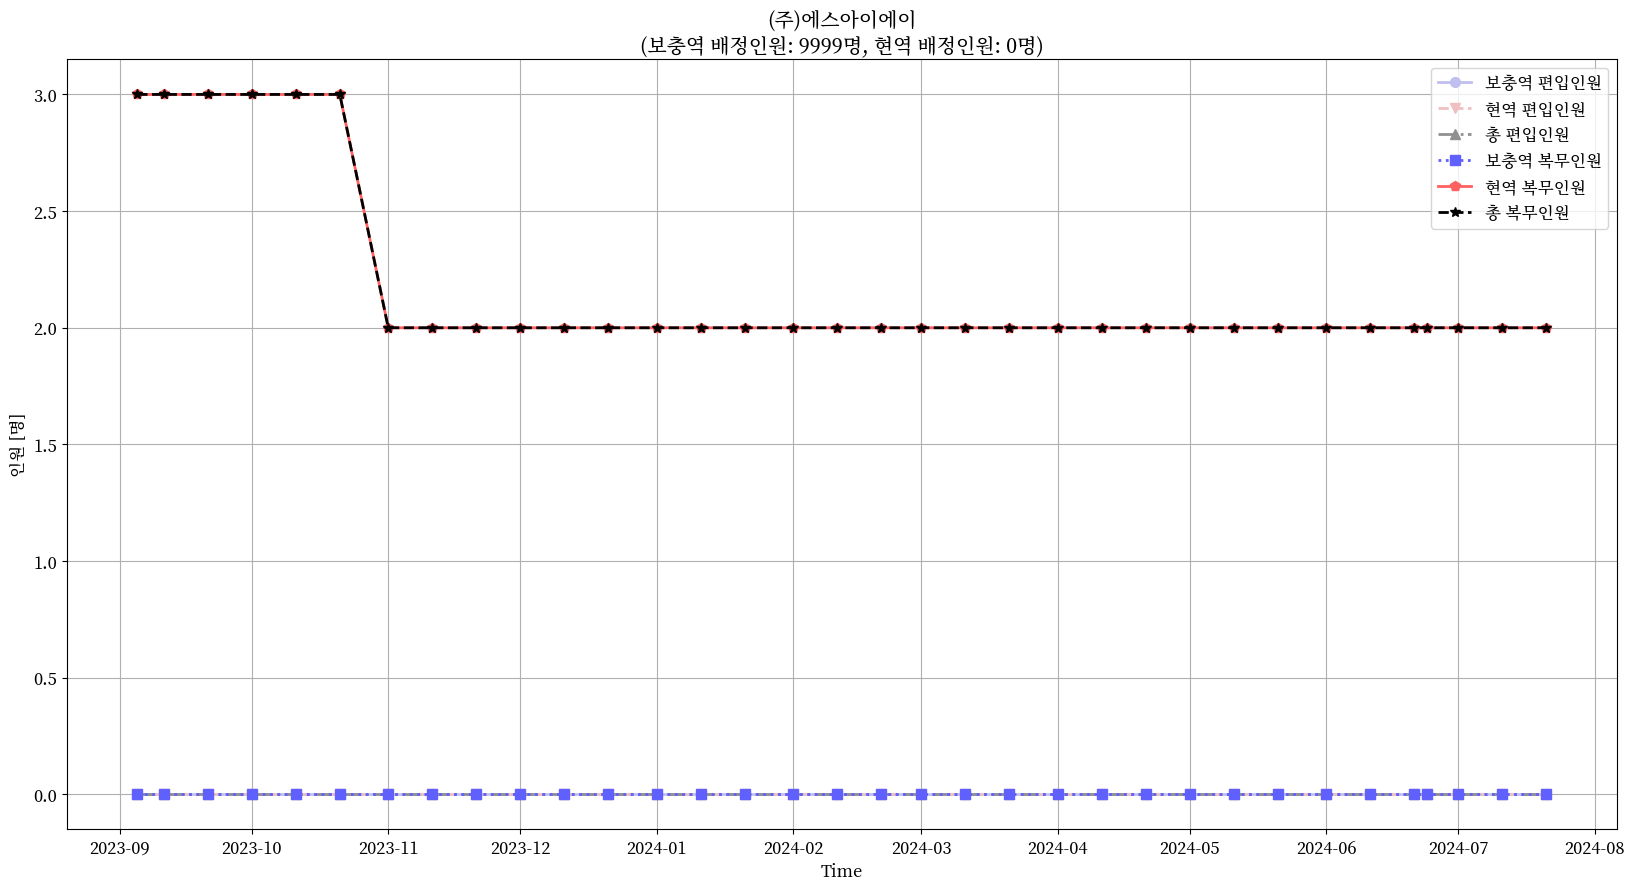 (주)에스아이에이
(보충역 배정인원: 9999명, 현역 배정인원: 0명)
보충역 편입인원
현역 편입인원
총 편입인원
보충역 복무인원
현역 복무인원
총 복무인원
인원 [명]
3.0
2.5
2.0
1.5
1.0
0.5
0.0
2023-09 2023-10 2023-11 2023-12 2024-01 2024-02 2024-03 2024-04 2024-05 2024-06 2024-07 2024-08
Time